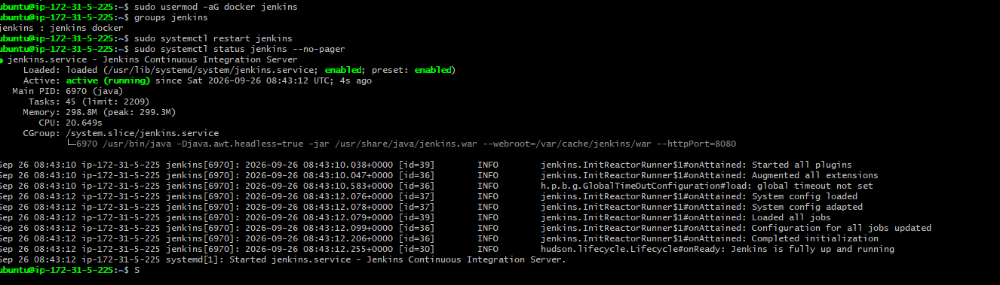 ubuntu@ip-172-31-5-225:~$ sudo usermod -aG docker jenkins
ubuntu@ip-172-31-5-225:~$ groups jenkins
jenkins : jenkins docker
ubuntu@ip-172-31-5-225:~$ sudo systemctl restart jenkins
ubuntu@ip-172-31-5-225:~$ sudo systemctl status jenkins --no-pager
● jenkins.service - Jenkins Continuous Integration Server
     Loaded: loaded (/usr/lib/systemd/system/jenkins.service; enabled; preset: enabled)
     Active: active (running) since Sat 2026-09-26 08:43:12 UTC; 4s ago
   Main PID: 6970 (java)
      Tasks: 45 (limit: 2209)
     Memory: 298.8M (peak: 299.3M)
        CPU: 20.649s
     CGroup: /system.slice/jenkins.service
             └─6970 /usr/bin/java -Djava.awt.headless=true -jar /usr/share/java/jenkins.war --webroot=/var/cache/jenkins/war --httpPort=8080
Sep 26 08:43:10 ip-172-31-5-225 jenkins[6970]: 2026-09-26 08:43:10.038+0000 [id=39]        INFO        jenkins.InitReactorRunner$1#onAttained: Started all plugins
Sep 26 08:43:10 ip-172-31-5-225 jenkins[6970]: 2026-09-26 08:43:10.047+0000 [id=36]        INFO        jenkins.InitReactorRunner$1#onAttained: Augmented all extensions
Sep 26 08:43:10 ip-172-31-5-225 jenkins[6970]: 2026-09-26 08:43:10.583+0000 [id=36]        INFO        h.p.b.g.GlobalTimeOutConfiguration#load: global timeout not set
Sep 26 08:43:12 ip-172-31-5-225 jenkins[6970]: 2026-09-26 08:43:12.076+0000 [id=37]        INFO        jenkins.InitReactorRunner$1#onAttained: System config loaded
Sep 26 08:43:12 ip-172-31-5-225 jenkins[6970]: 2026-09-26 08:43:12.078+0000 [id=37]        INFO        jenkins.InitReactorRunner$1#onAttained: System config adapted
Sep 26 08:43:12 ip-172-31-5-225 jenkins[6970]: 2026-09-26 08:43:12.079+0000 [id=39]        INFO        jenkins.InitReactorRunner$1#onAttained: Loaded all jobs
Sep 26 08:43:12 ip-172-31-5-225 jenkins[6970]: 2026-09-26 08:43:12.099+0000 [id=36]        INFO        jenkins.InitReactorRunner$1#onAttained: Configuration for all jobs updated
Sep 26 08:43:12 ip-172-31-5-225 jenkins[6970]: 2026-09-26 08:43:12.206+0000 [id=36]        INFO        jenkins.InitReactorRunner$1#onAttained: Completed initialization
Sep 26 08:43:12 ip-172-31-5-225 jenkins[6970]: 2026-09-26 08:43:12.255+0000 [id=30]        INFO        hudson.lifecycle.Lifecycle#onReady: Jenkins is fully up and running
Sep 26 08:43:12 ip-172-31-5-225 systemd[1]: Started jenkins.service - Jenkins Continuous Integration Server.
ubuntu@ip-172-31-5-225:~$ S